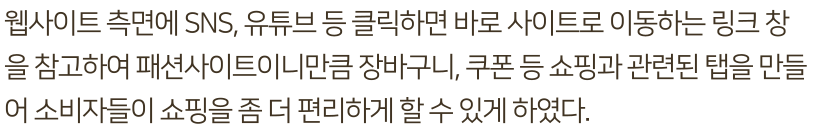 웹사이트 측면에 SNS, 유튜브 등 클릭하면 바로 사이트로 이동하는 링크 창
을 참고하여 패션사이트이니만큼 장바구니, 쿠폰 등 쇼핑과 관련된 탭을 만들
어 소비자들이 쇼핑을 좀 더 편리하게 할 수 있게 하였다.